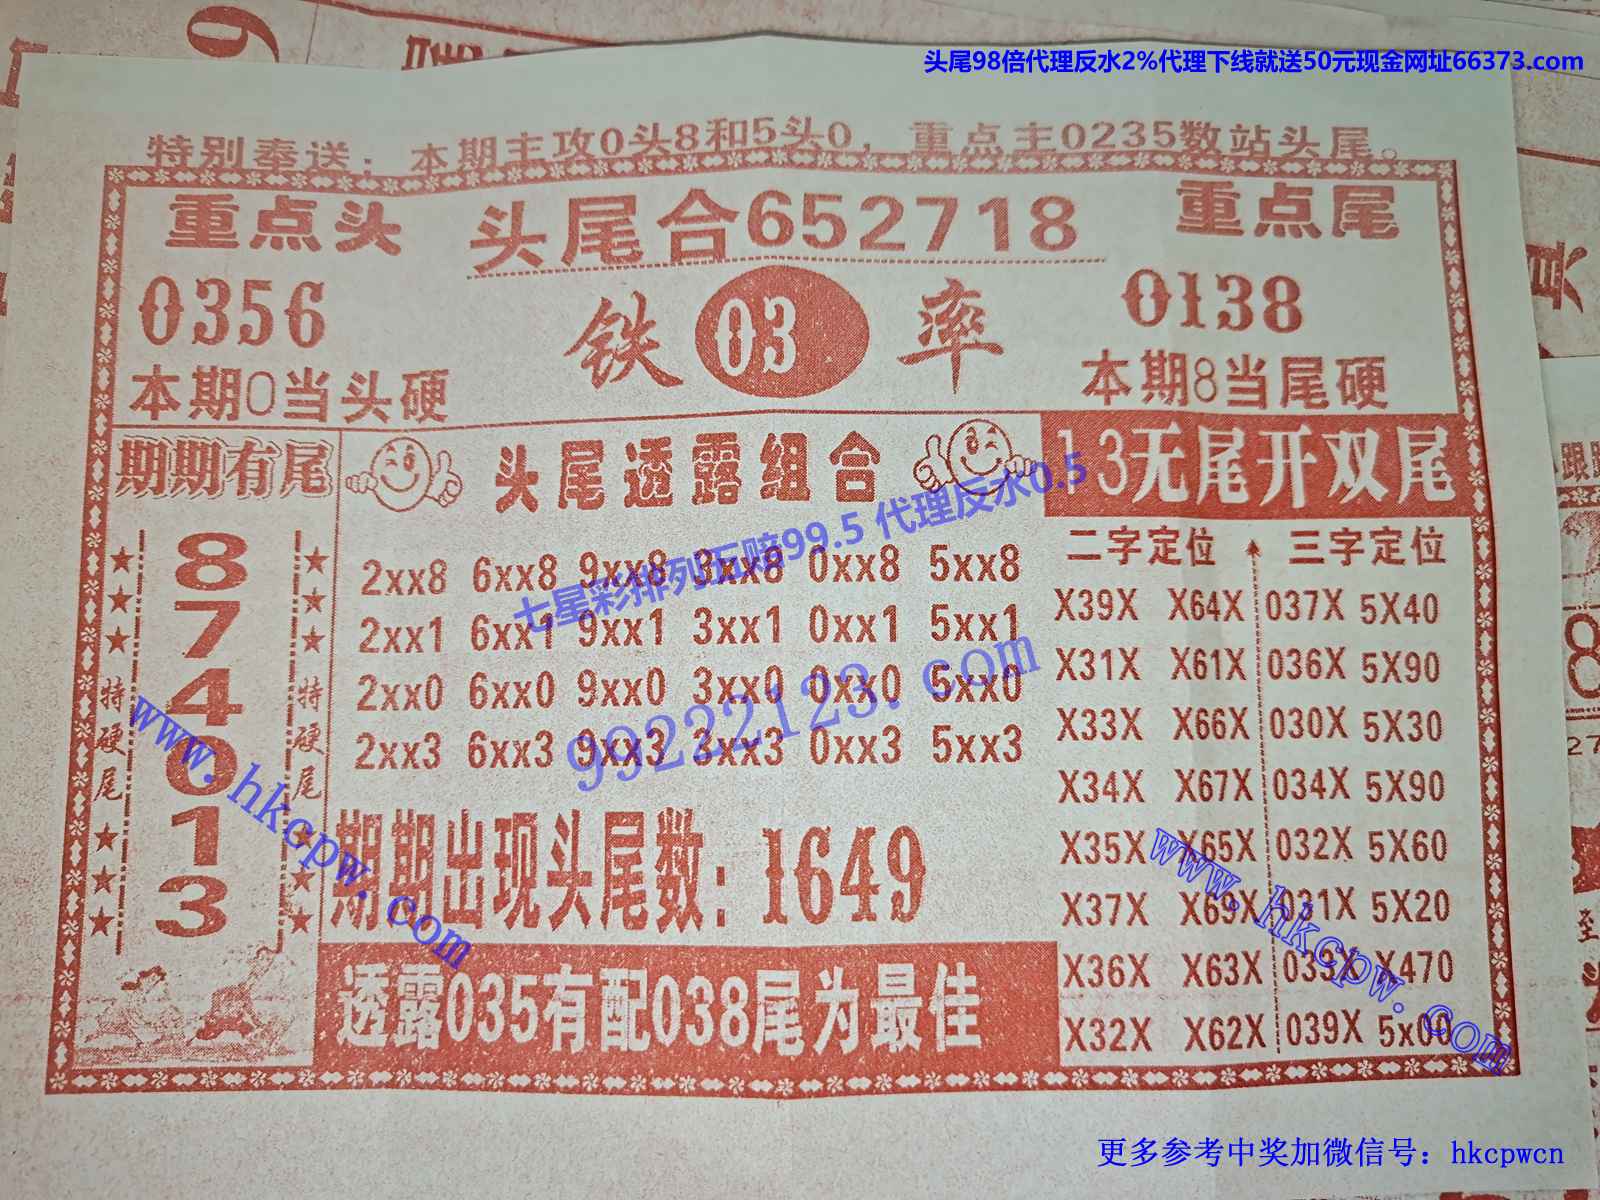 头尾98倍代理反水2%代理下线就送50元现金网址66373.com
特别奉送：本期主攻0头8和5头0，重点主0235数站头尾。
重点头
头尾合652718
重点尾
0356
铁 03 率
0138
本期0当头硬
本期8当尾硬
期期有尾
8
7
4
0
1
3
特硬尾
特硬尾
头尾透露组合
2xx8 6xx8 9xx8 3xx8 0xx8 5xx8
2xx1 6xx1 9xx1 3xx1 0xx1 5xx1
2xx0 6xx0 9xx0 3xx0 0xx0 5xx0
2xx3 6xx3 9xx3 3xx3 0xx3 5xx3
七星彩排列五赔99.5 代理反水0.5
99222123.com
期期出现头尾数：1649
透露035有配038尾为最佳
13无尾开双尾
二字定位 三字定位
X39X X64X 037X 5X40
X31X X61X 036X 5X90
X33X X66X 030X 5X30
X34X X67X 034X 5X90
X35X X65X 032X 5X60
X37X X69X 031X 5X20
X36X X63X 033X X470
X32X X62X 039X 5x00
www.hkcpw.com
www.hkcpw.com
更多参考中奖加微信号：hkcpwcn